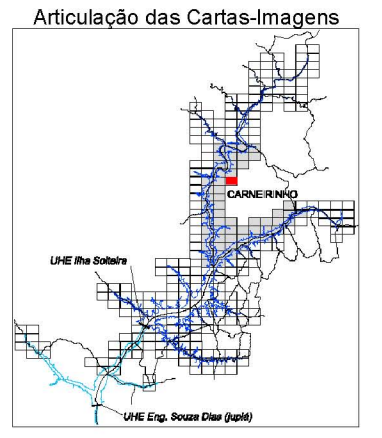 Articulação das Cartas-Imagens
CARNEIRINHO
UHE Ilha Solteira
UHE Eng. Souza Dias (jupiá)